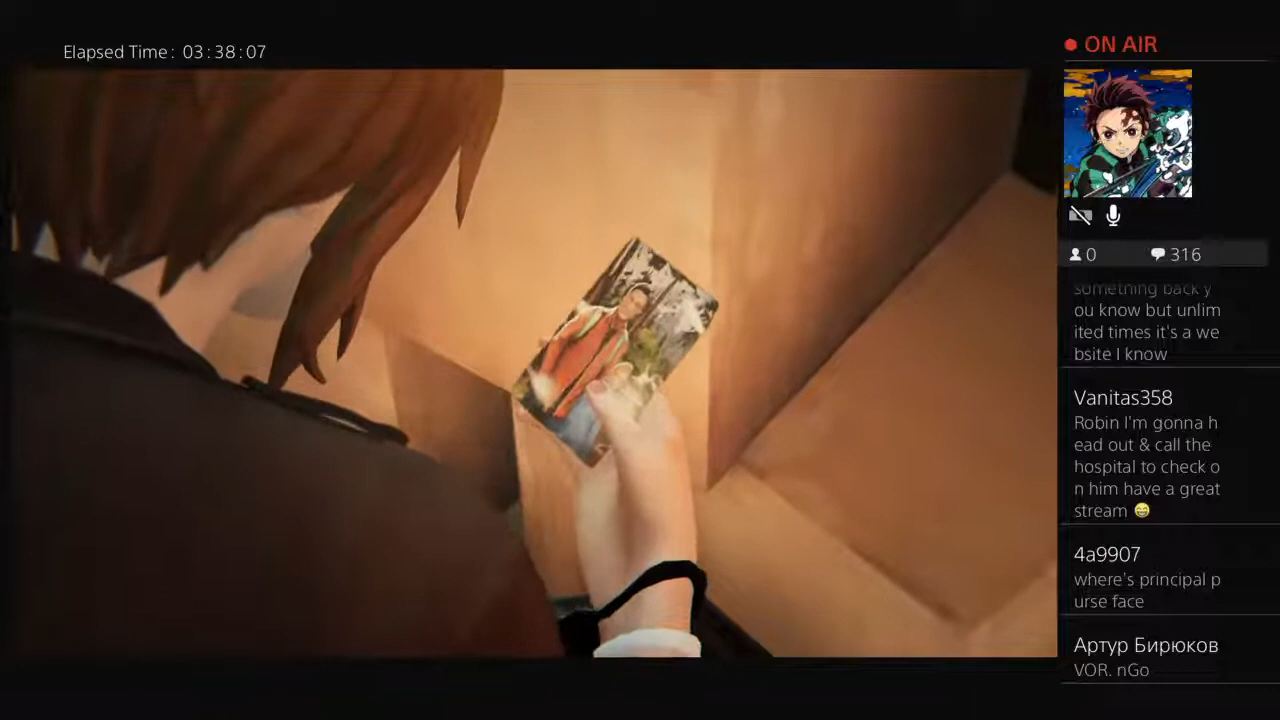 Elapsed Time: 03:38:07
ON AIR
0 316
something back y
ou know but unlim
ited times it's a we
bsite I know
Vanitas358
Robin I'm gonna h
ead out & call the
hospital to check o
n him have a great
stream 😁
4a9907
where's principal p
urse face
Артур Бирюков
VOR. nGo